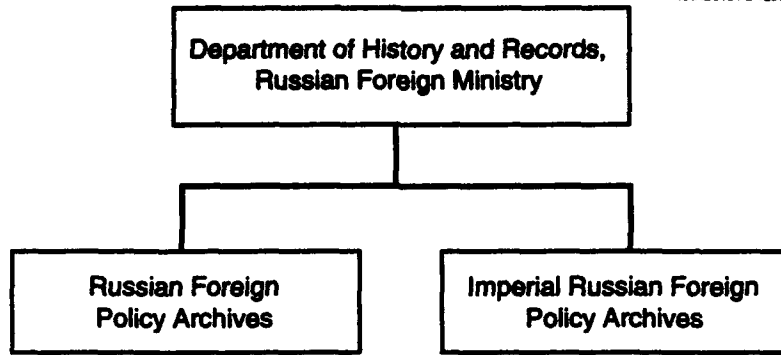 Department of History and Records,
Russian Foreign Ministry
Russian Foreign
Policy Archives
Imperial Russian Foreign
Policy Archives